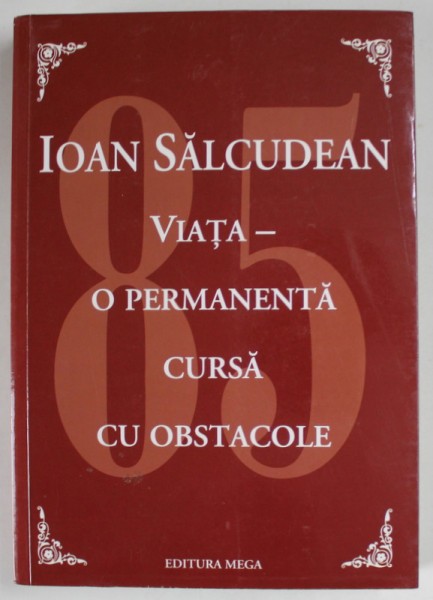 85
IOAN SĂLCUDEAN
VIAȚA –
O PERMANENTĂ
CURSĂ
CU OBSTACOLE
EDITURA MEGA